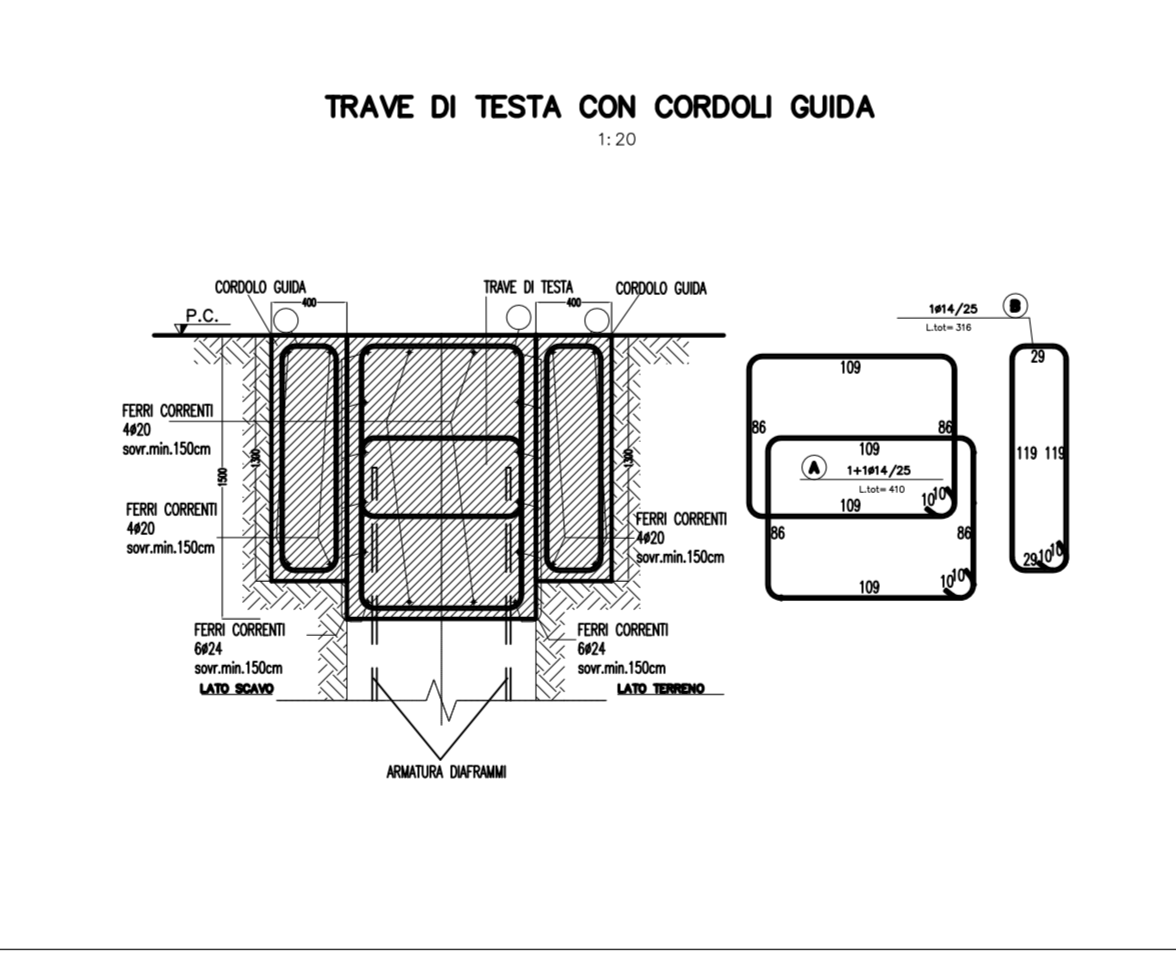 TRAVE DI TESTA CON CORDOLI GUIDA
1:20
CORDOLO GUIDA
TRAVE DI TESTA
CORDOLO GUIDA
400
400
P.C.
FERRI CORRENTI
4ø20
sovr.min.150cm
1500
1300
1300
FERRI CORRENTI
4ø20
sovr.min.150cm
FERRI CORRENTI
4ø20
sovr.min.150cm
FERRI CORRENTI
6ø24
sovr.min.150cm
FERRI CORRENTI
6ø24
sovr.min.150cm
LATO SCAVO
LATO TERRENO
ARMATURA DIAFRAMMI
109
86
86
109
A
1+1ø14/25
L.tot= 410
10
10
109
86
86
10
10
109
1ø14/25
B
L.tot= 316
29
119
119
29
10
10